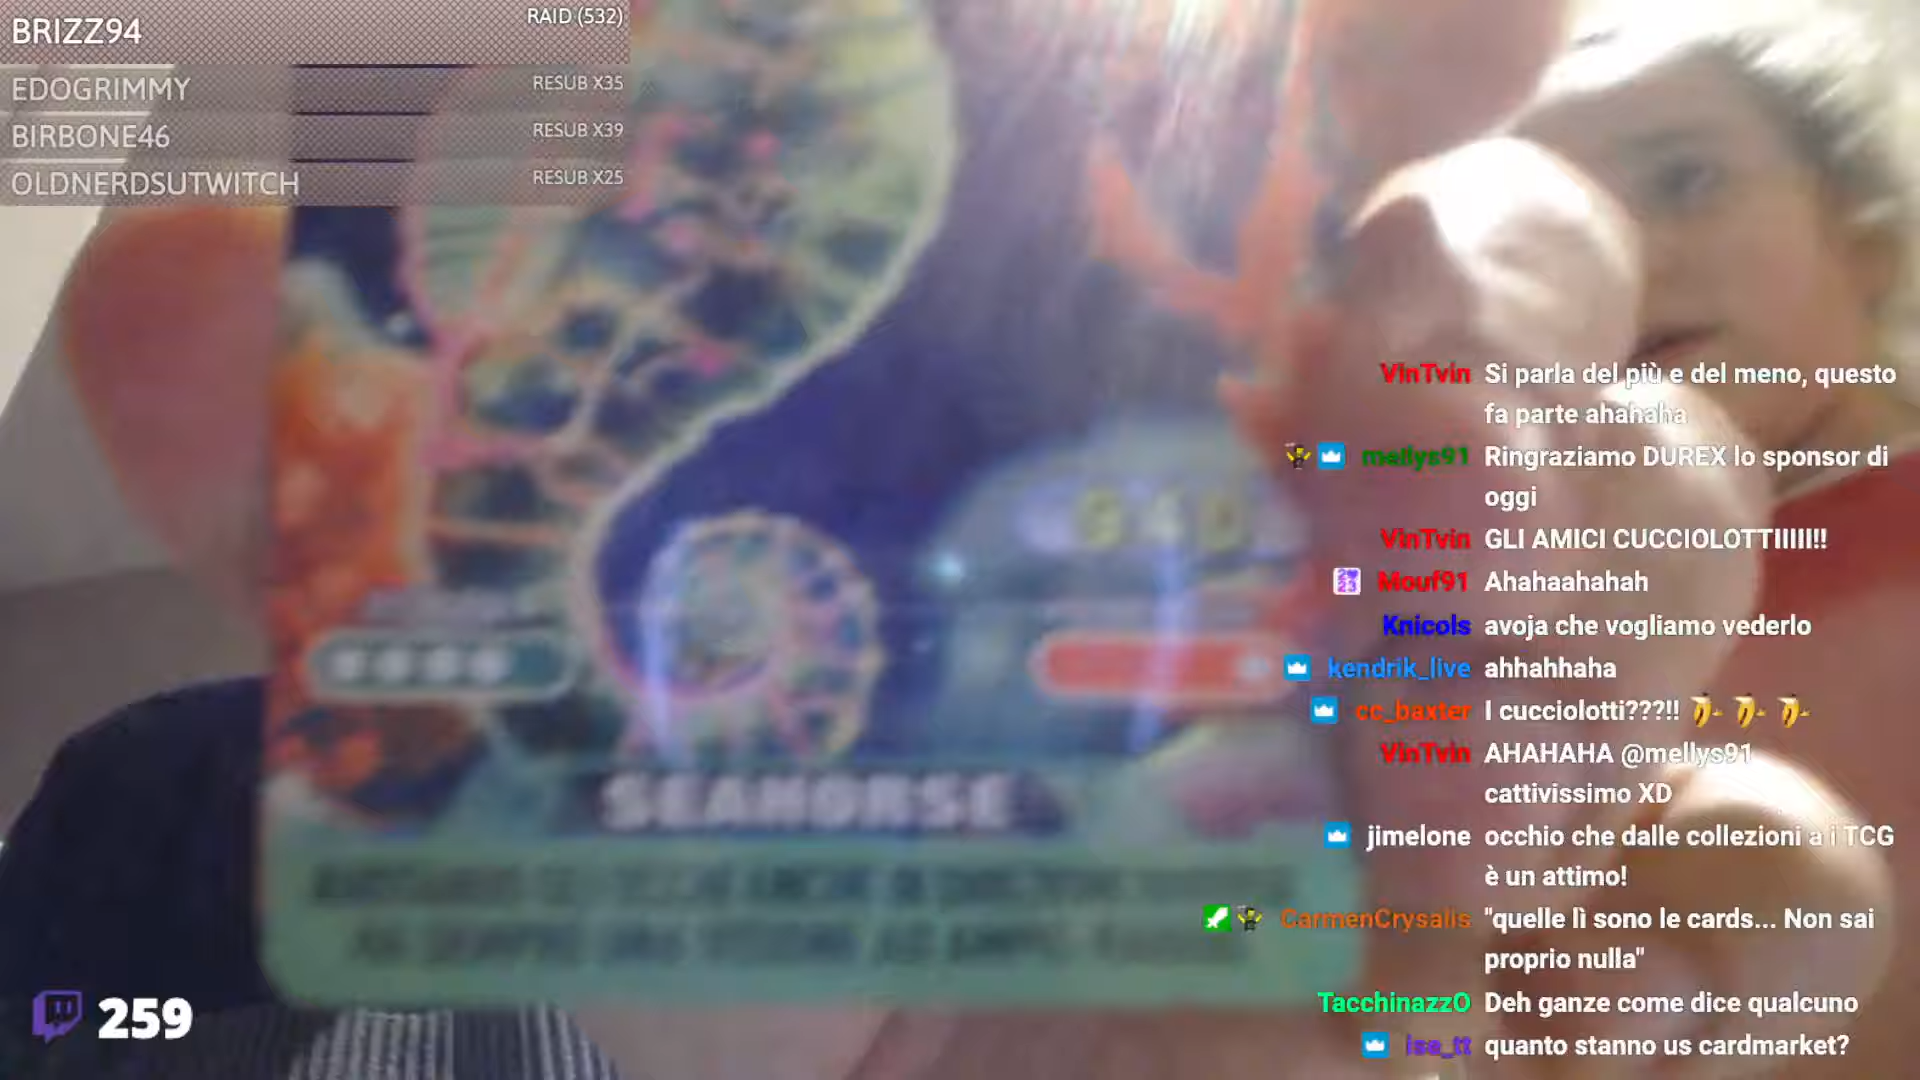 BRIZZ94 RAID (532)
EDOGRIMMY RESUB X35
BIRBONE46 RESUB X39
OLDNERDSUTWITCH RESUB X25
SEAHORSE
259
VinTvin Si parla del più e del meno, questo
fa parte ahahaha
mellys91 Ringraziamo DUREX lo sponsor di
oggi
VinTvin GLI AMICI CUCCIOLOTTIIIIII!!
Mouf91 Ahahaahahah
Knicols avoja che vogliamo vederlo
kendrik_live ahhahhaha
cc_baxter I cucciolotti???!!
VinTvin AHAHAHA @mellys91
cattivissimo XD
jimelone occhio che dalle collezioni a i TCG
è un attimo!
CarmenCrysalis "quelle lì sono le cards... Non sai
proprio nulla"
TacchinazzO Deh ganze come dice qualcuno
isa_tt quanto stanno us cardmarket?